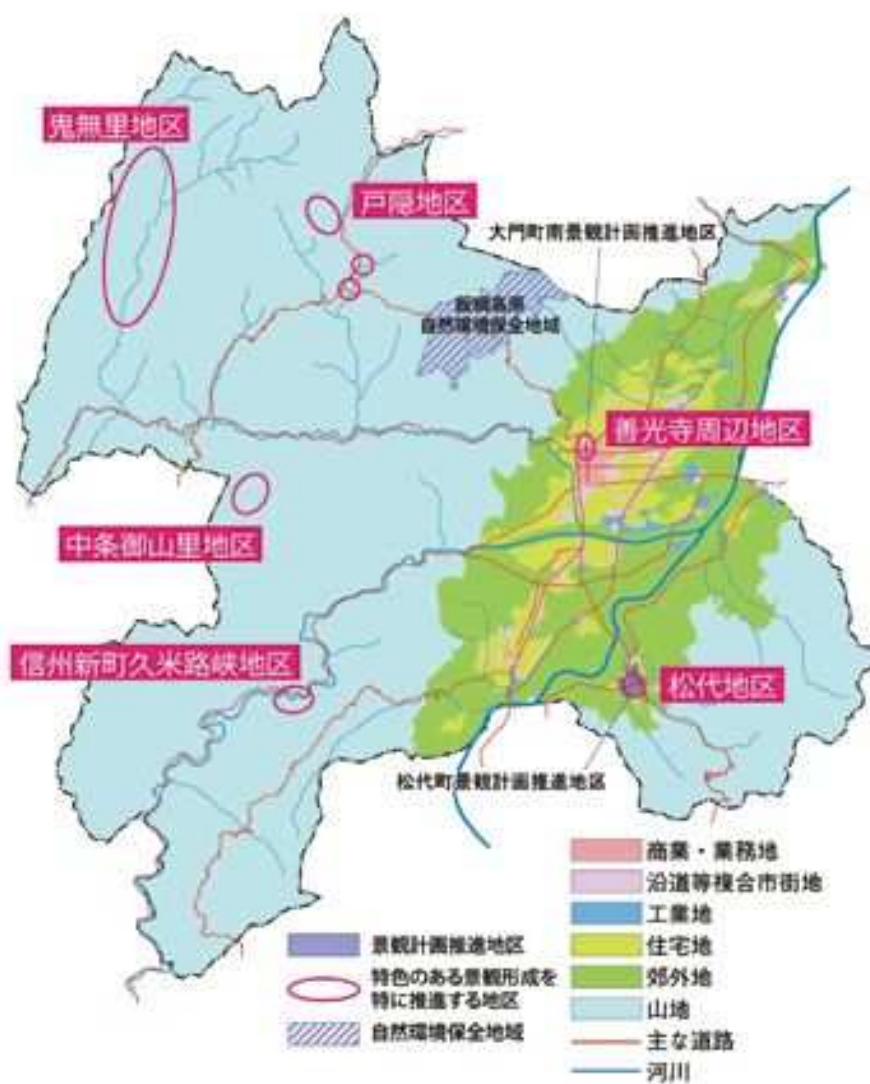 鬼無里地区
戸隠地区
大門町南景観計画推進地区
飯綱高原
自然環境保全地域
善光寺周辺地区
中条御山里地区
信州新町久米路峡地区
松代地区
松代町景観計画推進地区
商業・業務地
沿道等複合市街地
工業地
住宅地
郊外地
山地
主な道路
河川
景観計画推進地区
特色のある景観形成を
特に推進する地区
自然環境保全地域